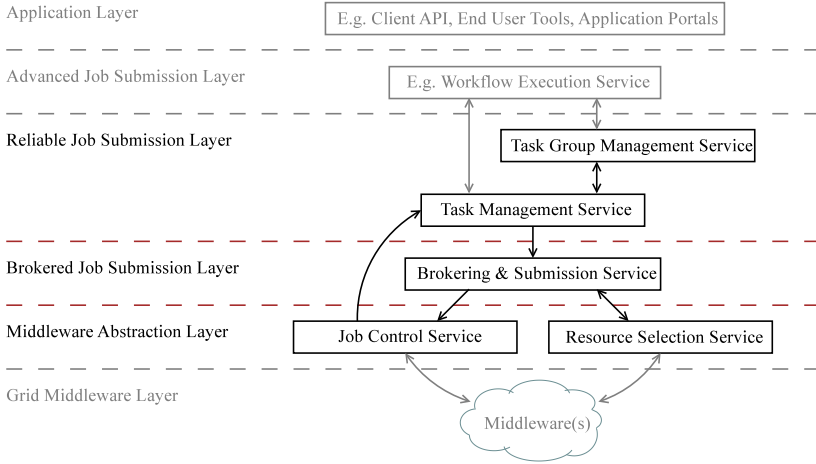 Application Layer
E.g. Client API, End User Tools, Application Portals
Advanced Job Submission Layer
E.g. Workflow Execution Service
Reliable Job Submission Layer
Task Group Management Service
Task Management Service
Brokered Job Submission Layer
Brokering & Submission Service
Middleware Abstraction Layer
Job Control Service
Resource Selection Service
Grid Middleware Layer
Middleware(s)